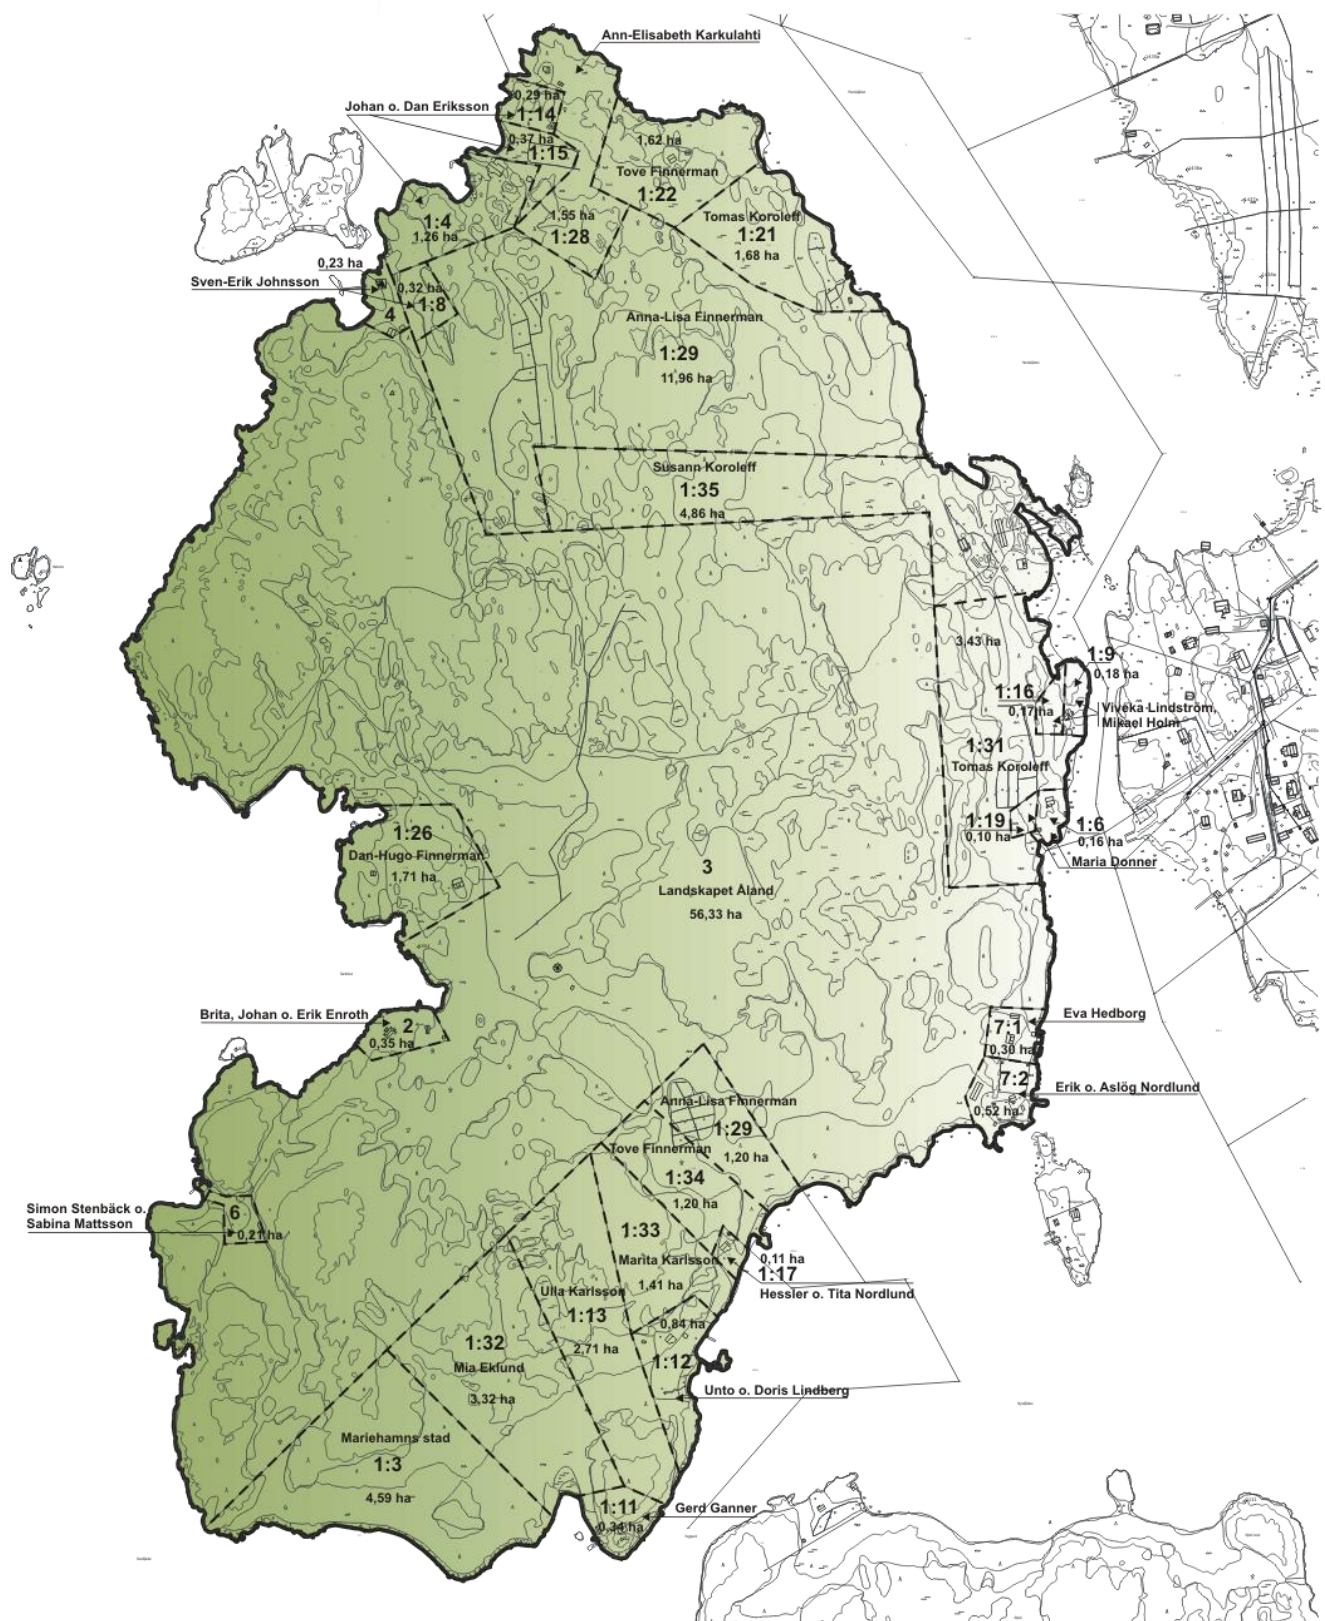 Ann-Elisabeth Karkulahti
0,29 ha
Johan o. Dan Eriksson
1:14
0,37 ha
1:15
1,62 ha
Tove Finnerman
1:22
1:4
1,26 ha
1,55 ha
1:28
Tomas Koroleff
1:21
1,68 ha
0,23 ha
Sven-Erik Johnsson
0,32 ha
1:8
4
Anna-Lisa Finnerman
1:29
11,96 ha
Susann Koroleff
1:35
4,86 ha
3,43 ha
1:9
0,18 ha
1:16
0,17 ha
Viveka Lindström,
Mikael Holm
1:31
Tomas Koroleff
1:19
0,10 ha
1:6
0,16 ha
Maria Donner
1:26
Dan-Hugo Finnerman
1,71 ha
3
Landskapet Åland
56,33 ha
Brita, Johan o. Erik Enroth
2
0,35 ha
7:1
Eva Hedborg
0,30 ha
7:2
Erik o. Aslög Nordlund
0,52 ha
Anna-Lisa Finnerman
1:29
1,20 ha
Tove Finnerman
1:34
1,20 ha
Simon Stenbäck o.
Sabina Mattsson
6
0,21 ha
1:33
Marita Karlsson
1,41 ha
0,11 ha
1:17
Hessler o. Tita Nordlund
Ulla Karlsson
1:13
2,71 ha
0,84 ha
1:12
Unto o. Doris Lindberg
1:32
Mia Eklund
3,32 ha
Mariehamns stad
1:3
4,59 ha
1:11
0,34 ha
Gerd Ganner